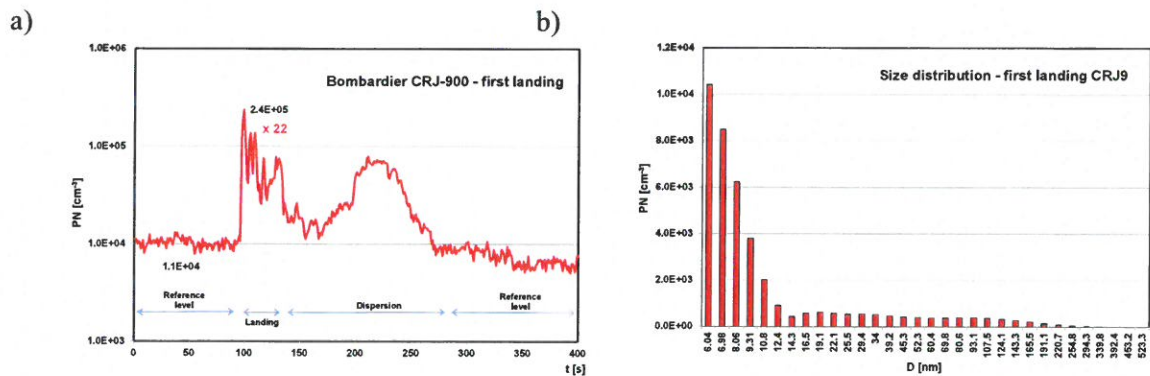 a)
b)
Bombardier CRJ-900 - first landing
PN [cm⁻³]
1.0E+06
1.0E+05
1.0E+04
1.0E+03
2.4E+05
x 22
1.1E+04
Reference
level
Landing
Dispersion
Reference
level
0 50 100 150 200 250 300 350 400
t [s]
Size distribution - first landing CRJ9
PN [cm⁻³]
1.2E+04
1.0E+04
8.0E+03
6.0E+03
4.0E+03
2.0E+03
0.0E+00
6.04 6.98 8.06 9.31 10.8 12.4 14.3 16.5 19.1 22.1 25.5 29.4 34 39.2 45.3 52.3 60.4 69.8 80.6 93.1 107.5 124.1 143.3 165.5 191.1 220.7 254.8 294.3 339.8 392.4 453.2 523.3
D [nm]